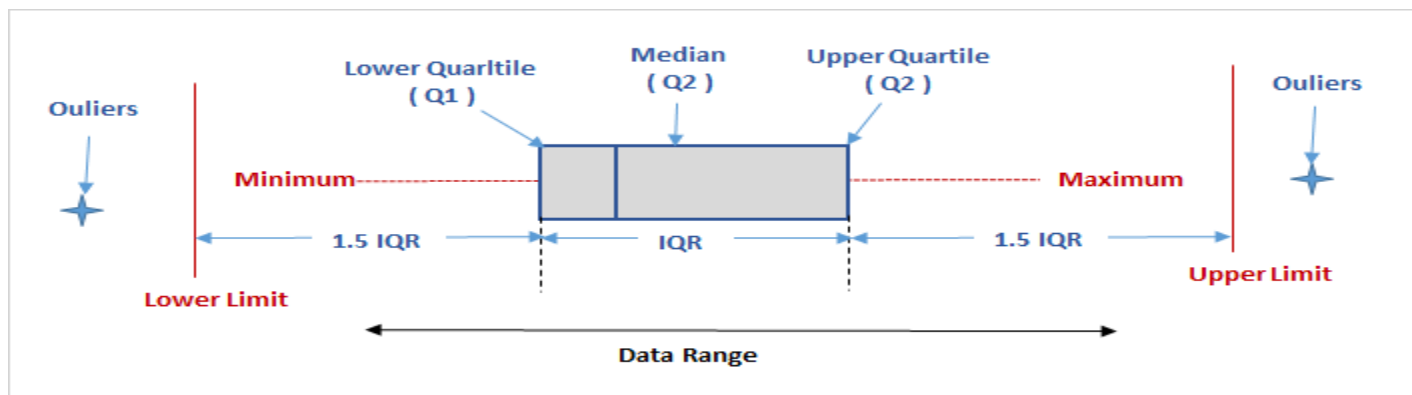 Ouliers
Lower Quarltile
( Q1 )
Median
( Q2 )
Upper Quartile
( Q2 )
Ouliers
Minimum
Maximum
1.5 IQR
IQR
1.5 IQR
Lower Limit
Upper Limit
Data Range